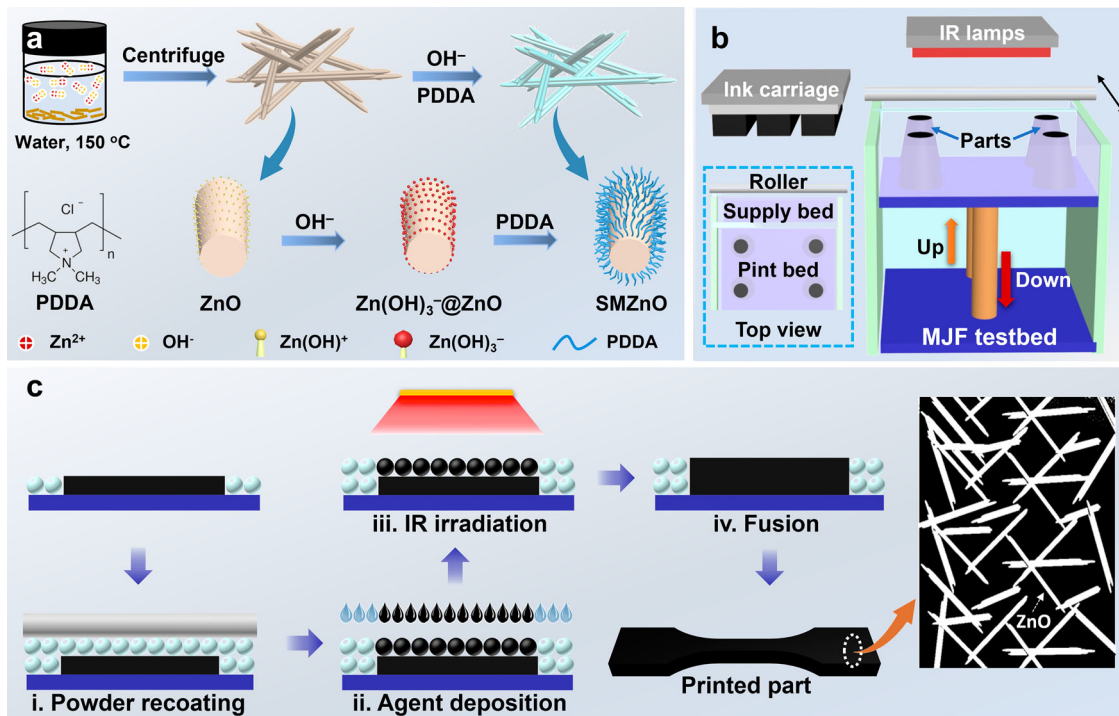 a
Centrifuge
OH⁻
PDDA
Water, 150 °C
Cl⁻
+
N
H₃C
CH₃
n
PDDA
ZnO
OH⁻
Zn(OH)₃⁻@ZnO
PDDA
SMZnO
Zn²⁺
OH⁻
Zn(OH)⁺
Zn(OH)₃⁻
PDDA
b
IR lamps
Ink carriage
Parts
Roller
Supply bed
Pint bed
Top view
Up
Down
MJF testbed
c
i. Powder recoating
ii. Agent deposition
iii. IR irradiation
iv. Fusion
Printed part
ZnO